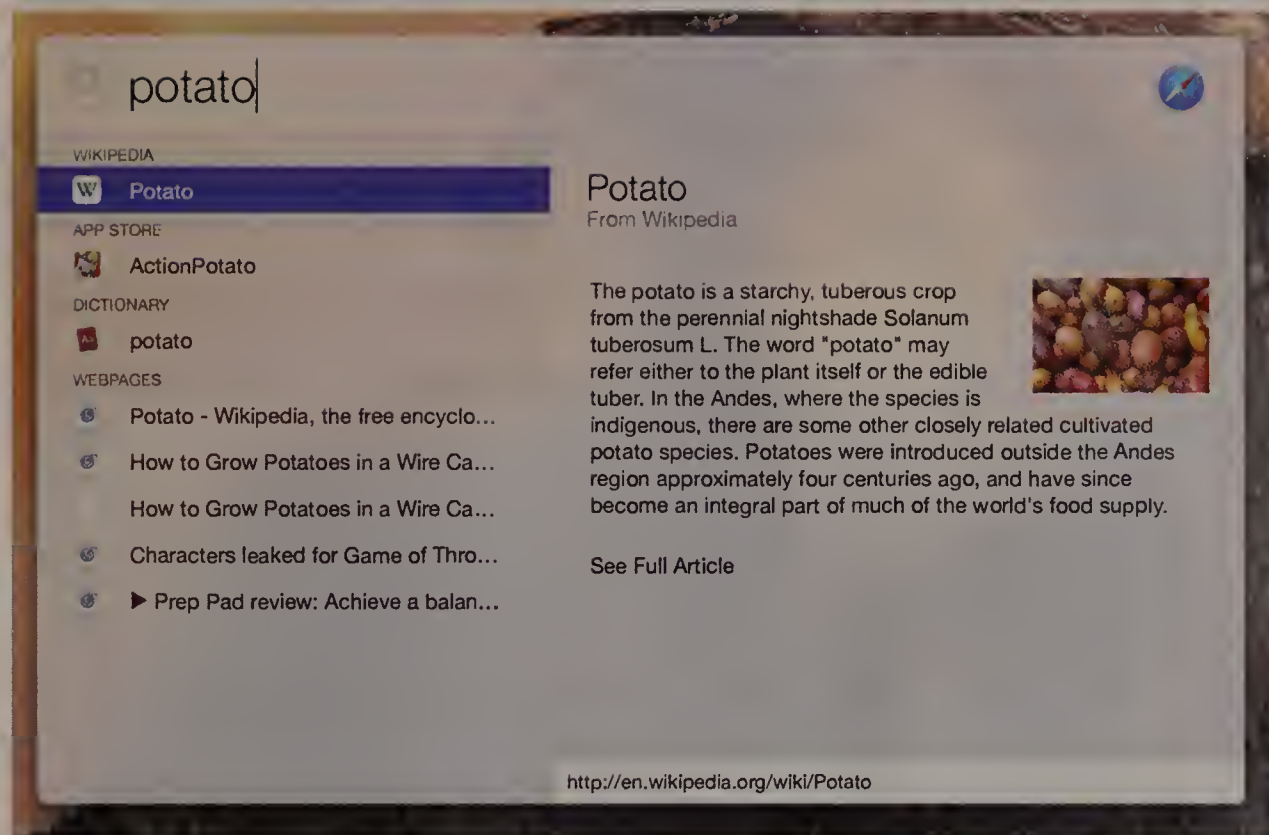 potato
WIKIPEDIA
W Potato
APP STORE
ActionPotato
DICTIONARY
potato
WEBPAGES
Potato - Wikipedia, the free encyclo...
How to Grow Potatoes in a Wire Ca...
How to Grow Potatoes in a Wire Ca...
Characters leaked for Game of Thro...
▶ Prep Pad review: Achieve a balan...
Potato
From Wikipedia
The potato is a starchy, tuberous crop
from the perennial nightshade Solanum
tuberosum L. The word "potato" may
refer either to the plant itself or the edible
tuber. In the Andes, where the species is
indigenous, there are some other closely related cultivated
potato species. Potatoes were introduced outside the Andes
region approximately four centuries ago, and have since
become an integral part of much of the world's food supply.
See Full Article
http://en.wikipedia.org/wiki/Potato